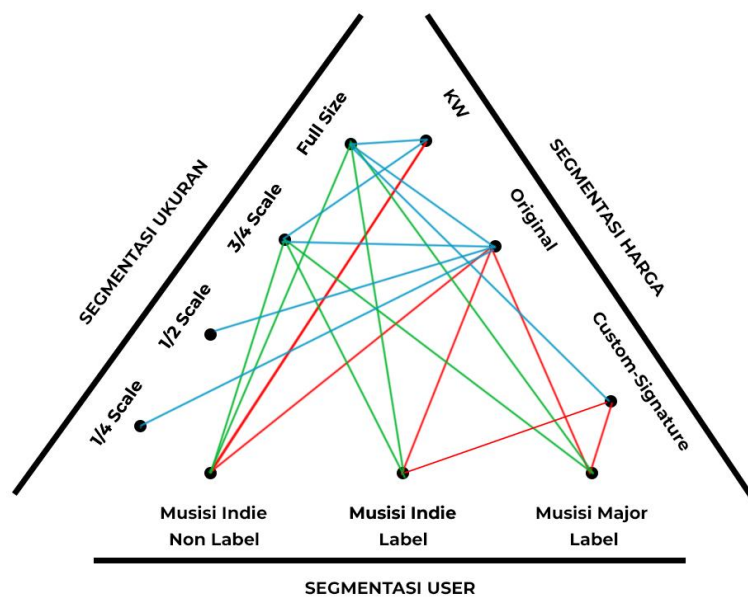 Full Size
KW
SEGMENTASI UKURAN
3/4 Scale
Original
SEGMENTASI HARGA
1/2 Scale
1/4 Scale
Custom-Signature
Musisi Indie
Non Label
Musisi Indie
Label
Musisi Major
Label
SEGMENTASI USER